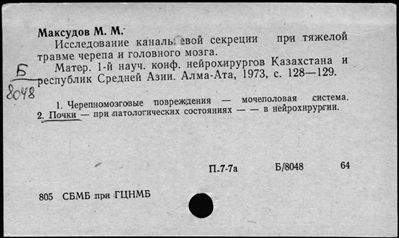 Максудов М. М.
Исследование каналь евой секреции при тяжелой
травме черепа и головного мозга.
Б
8048
Матер. 1-й науч. конф. нейрохирургов Казахстана и
республик Средней Азии. Алма-Ата, 1973, с. 128—129.
1. Черепномозговые повреждения — мочеполовая система.
2. Почки — при патологических состояниях — — в нейрохирургии.
П.7-7а Б/8048 64
805 СБМБ при ГЦНМБ